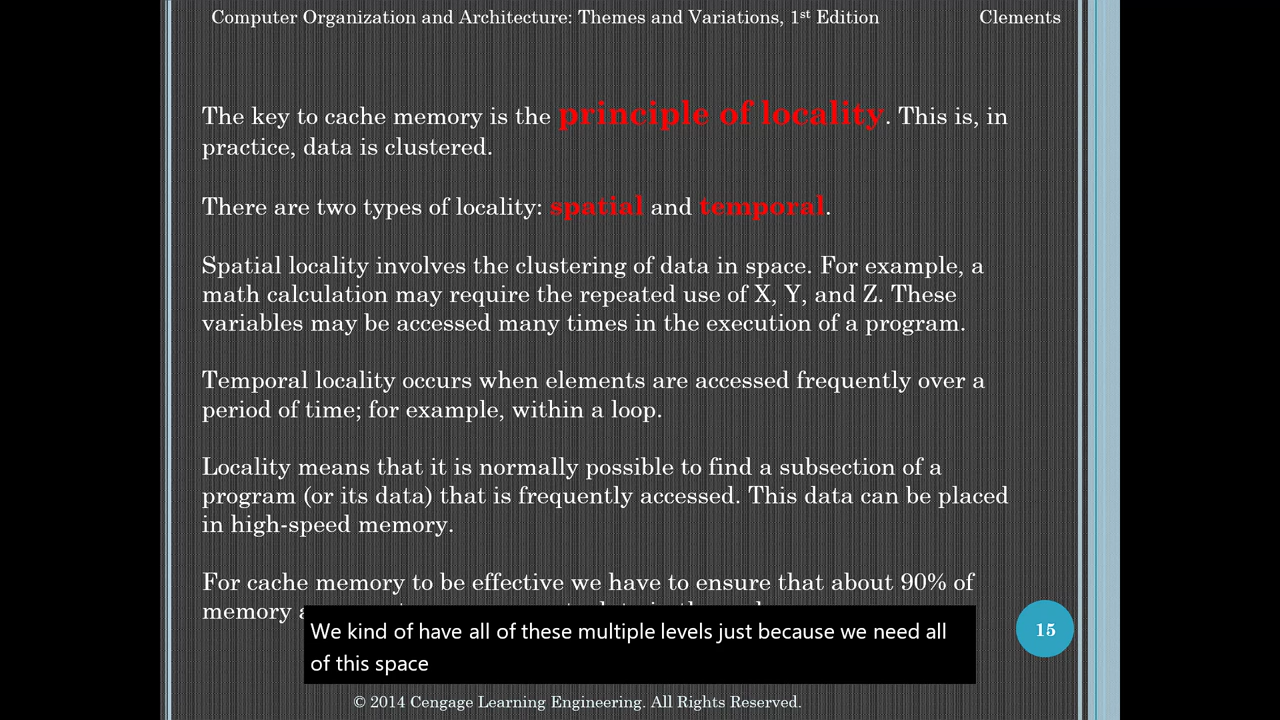 Computer Organization and Architecture: Themes and Variations, 1st Edition Clements
The key to cache memory is the principle of locality. This is, in
practice, data is clustered.
There are two types of locality: spatial and temporal.
Spatial locality involves the clustering of data in space. For example, a
math calculation may require the repeated use of X, Y, and Z. These
variables may be accessed many times in the execution of a program.
Temporal locality occurs when elements are accessed frequently over a
period of time; for example, within a loop.
Locality means that it is normally possible to find a subsection of a
program (or its data) that is frequently accessed. This data can be placed
in high-speed memory.
For cache memory to be effective we have to ensure that about 90% of
memory
We kind of have all of these multiple levels just because we need all
of this space
15
© 2014 Cengage Learning Engineering. All Rights Reserved.